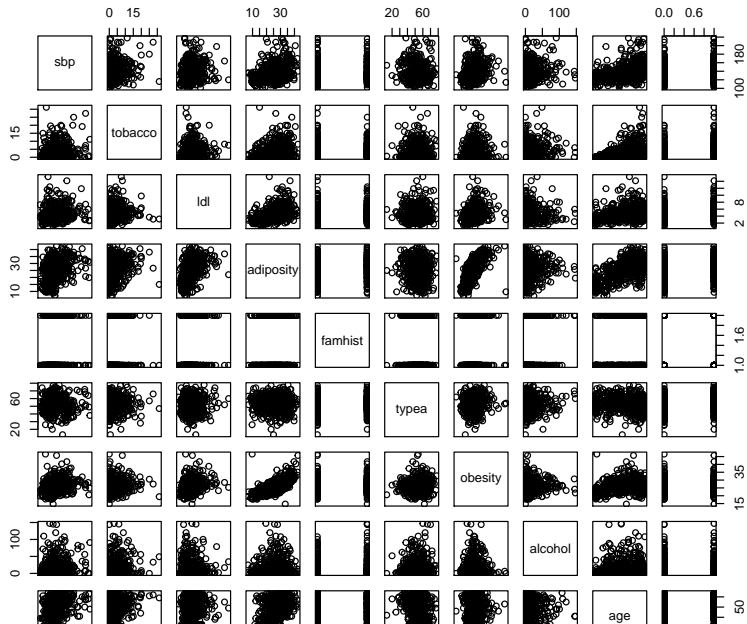 0 15
10 30
20 60
0 100
0.0 0.6
sbp
100 180
tobacco
0 15
ldl
2 8
adiposity
10 30
famhist
1.0 1.6
typea
20 60
obesity
15 35
alcohol
0 100
age
50